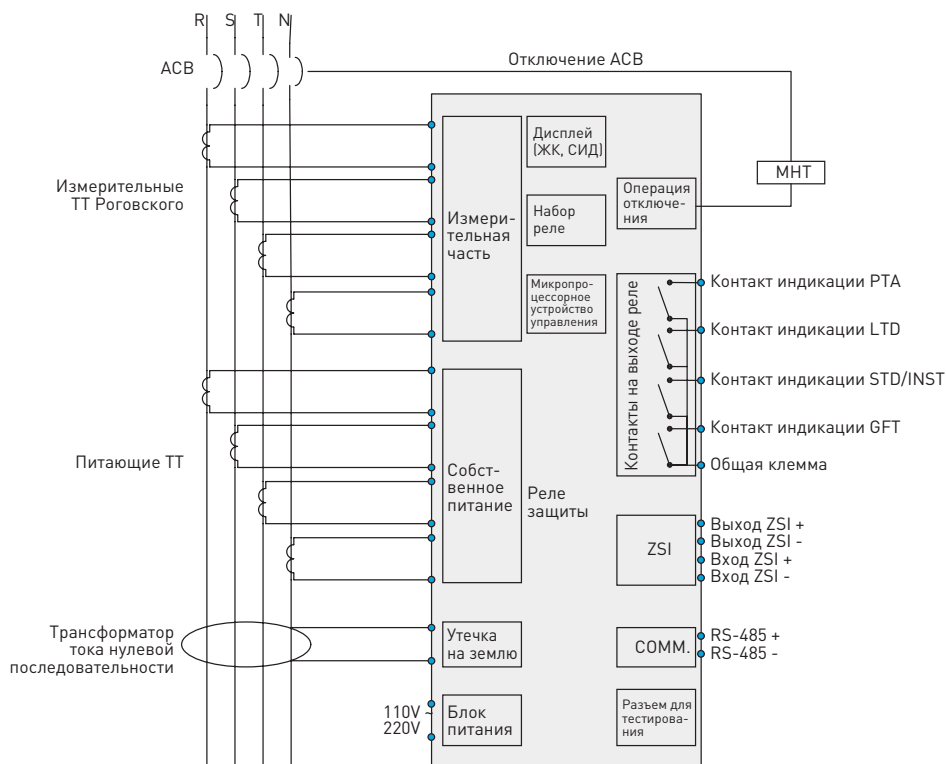 R S T N
ACB
Отключение ACB
Измерительные
ТТ Роговского
Измери-
тельная
часть
Дисплей
(ЖК, СИД)
Набор
реле
Микропро-
цессорное
устройство
управления
Операция
отключе-
ния
МНТ
Контакты на выходе реле
Контакт индикации PTA
Контакт индикации LTD
Контакт индикации STD/INST
Контакт индикации GFT
Общая клемма
Питающие ТТ
Собст-
венное
питание
Реле
защиты
ZSI
Выход ZSI +
Выход ZSI -
Вход ZSI +
Вход ZSI -
Трансформатор
тока нулевой
последовательности
Утечка
на землю
COMM.
RS-485 +
RS-485 -
110V ~
220V
Блок
питания
Разъем для
тестирова-
ния